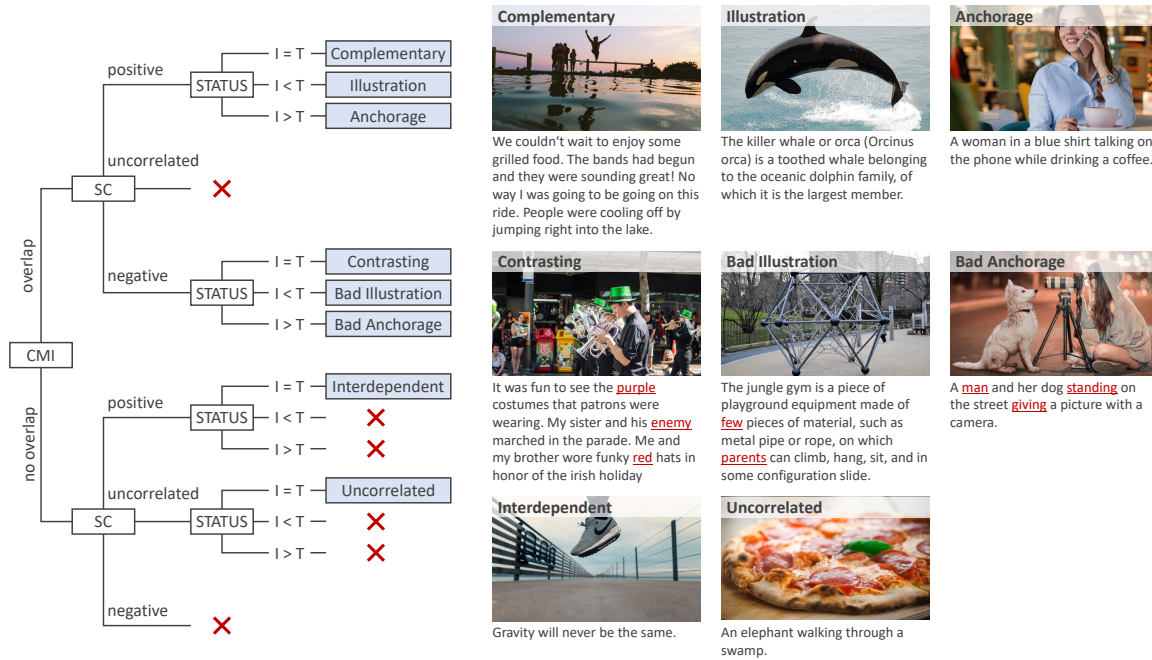 CMI
overlap
no overlap
SC
positive
STATUS
I = T
Complementary
I < T
Illustration
I > T
Anchorage
uncorrelated
negative
STATUS
I = T
Contrasting
I < T
Bad Illustration
I > T
Bad Anchorage
SC
positive
STATUS
I = T
Interdependent
I < T
I > T
uncorrelated
STATUS
I = T
Uncorrelated
I < T
I > T
negative
Complementary
We couldn't wait to enjoy some
grilled food. The bands had begun
and they were sounding great! No
way I was going to be going on this
ride. People were cooling off by
jumping right into the lake.
Illustration
The killer whale or orca (Orcinus
orca) is a toothed whale belonging
to the oceanic dolphin family, of
which it is the largest member.
Anchorage
A woman in a blue shirt talking on
the phone while drinking a coffee.
Contrasting
It was fun to see the purple
costumes that patrons were
wearing. My sister and his enemy
marched in the parade. Me and
my brother wore funky red hats in
honor of the irish holiday
Bad Illustration
The jungle gym is a piece of
playground equipment made of
few pieces of material, such as
metal pipe or rope, on which
parents can climb, hang, sit, and in
some configuration slide.
Bad Anchorage
A man and her dog standing on
the street giving a picture with a
camera.
Interdependent
Gravity will never be the same.
Uncorrelated
An elephant walking through a
swamp.